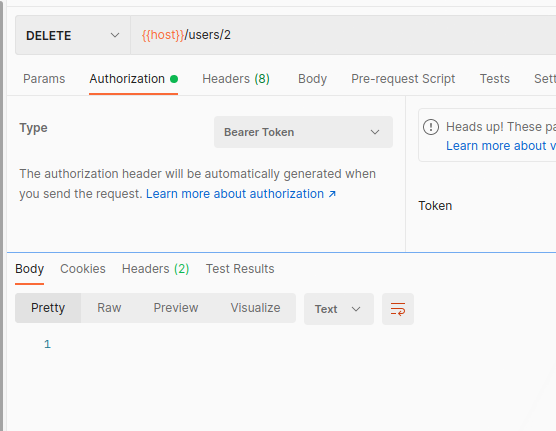 DELETE {{host}}/users/2
Params Authorization Headers (8) Body Pre-request Script Tests Sett
Type Bearer Token
The authorization header will be automatically generated when
you send the request. Learn more about authorization ↗
! Heads up! These pa
Learn more about v
Token
Body Cookies Headers (2) Test Results
Pretty Raw Preview Visualize Text
1